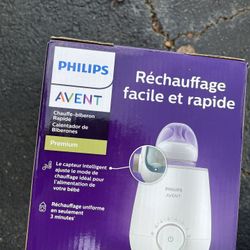 PHILIPS
AVENT
Chauffe-biberon
Rapide
Calentador de
Biberones
Premium
Réchauffage
facile et rapide
Le capteur intelligent
ajuste le mode de
chauffage idéal pour
l'alimentation de
votre bébé
Réchauffage uniforme
en seulement
3 minutes
PHILIPS
AVENT